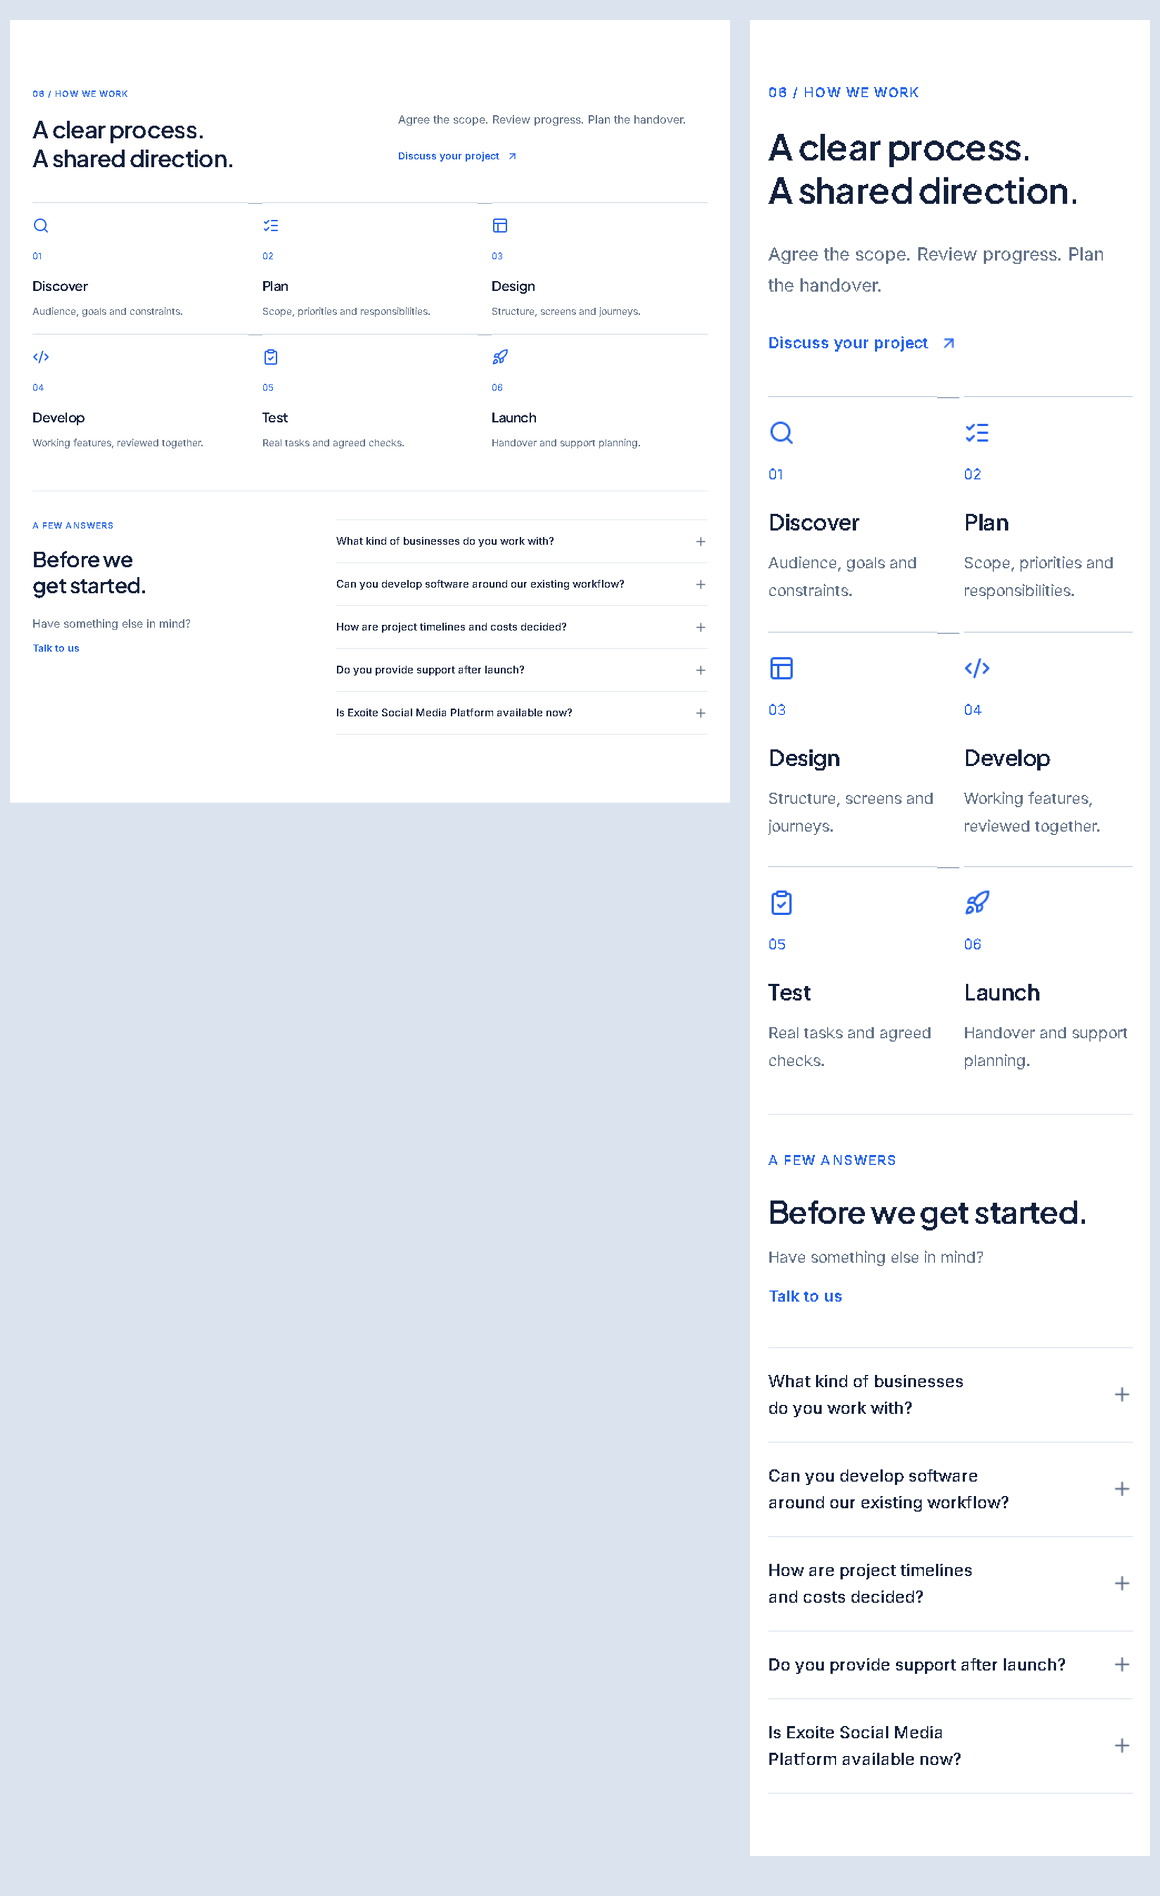 06 / HOW WE WORK
A clear process.
A shared direction.
Agree the scope. Review progress. Plan the handover.
Discuss your project
01
Discover
Audience, goals and constraints.
02
Plan
Scope, priorities and responsibilities.
03
Design
Structure, screens and journeys.
04
Develop
Working features, reviewed together.
05
Test
Real tasks and agreed checks.
06
Launch
Handover and support planning.
A FEW ANSWERS
Before we
get started.
Have something else in mind?
Talk to us
What kind of businesses do you work with?
Can you develop software around our existing workflow?
How are project timelines and costs decided?
Do you provide support after launch?
Is Exoite Social Media Platform available now?
06 / HOW WE WORK
A clear process.
A shared direction.
Agree the scope. Review progress. Plan
the handover.
Discuss your project
01
Discover
Audience, goals and
constraints.
02
Plan
Scope, priorities and
responsibilities.
03
Design
Structure, screens and
journeys.
04
Develop
Working features,
reviewed together.
05
Test
Real tasks and agreed
checks.
06
Launch
Handover and support
planning.
A FEW ANSWERS
Before we get started.
Have something else in mind?
Talk to us
What kind of businesses
do you work with?
Can you develop software
around our existing workflow?
How are project timelines
and costs decided?
Do you provide support after launch?
Is Exoite Social Media
Platform available now?